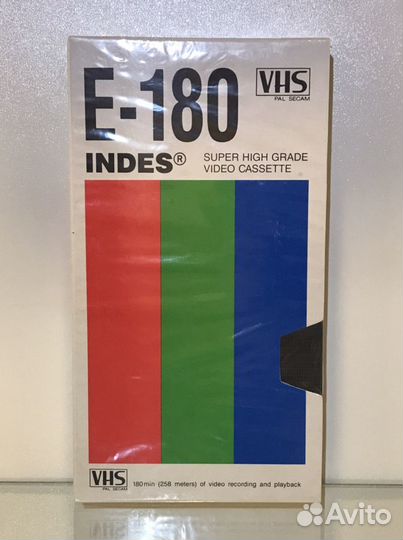 E-180
VHS
PAL SECAM
INDES®
SUPER HIGH GRADE
VIDEO CASSETTE
VHS
PAL SECAM
180min (258 meters) of video recording and playback
Avito